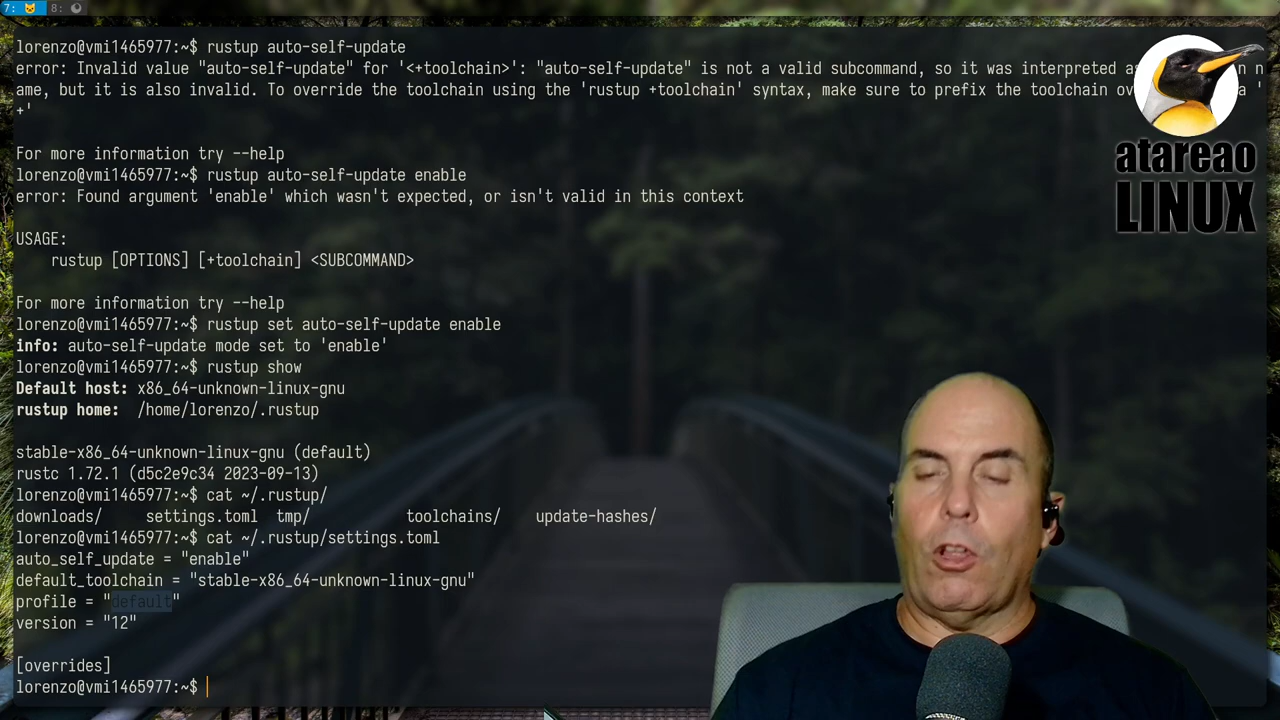 7: 8:
lorenzo@vmi1465977:~$ rustup auto-self-update
error: Invalid value "auto-self-update" for '<+toolchain>': "auto-self-update" is not a valid subcommand, so it was interpreted as n n
ame, but it is also invalid. To override the toolchain using the 'rustup +toolchain' syntax, make sure to prefix the toolchain '
+'
For more information try --help
lorenzo@vmi1465977:~$ rustup auto-self-update enable
error: Found argument 'enable' which wasn't expected, or isn't valid in this context
USAGE:
rustup [OPTIONS] [+toolchain] <SUBCOMMAND>
For more information try --help
lorenzo@vmi1465977:~$ rustup set auto-self-update enable
info: auto-self-update mode set to 'enable'
lorenzo@vmi1465977:~$ rustup show
Default host: x86_64-unknown-linux-gnu
rustup home: /home/lorenzo/.rustup
stable-x86_64-unknown-linux-gnu (default)
rustc 1.72.1 (d5c2e9c34 2023-09-13)
lorenzo@vmi1465977:~$ cat ~/.rustup/
downloads/ settings.toml tmp/ toolchains/ update-hashes/
lorenzo@vmi1465977:~$ cat ~/.rustup/settings.toml
auto_self_update = "enable"
default_toolchain = "stable-x86_64-unknown-linux-gnu"
profile = "default"
version = "12"
[overrides]
lorenzo@vmi1465977:~$
atareao
LINUX